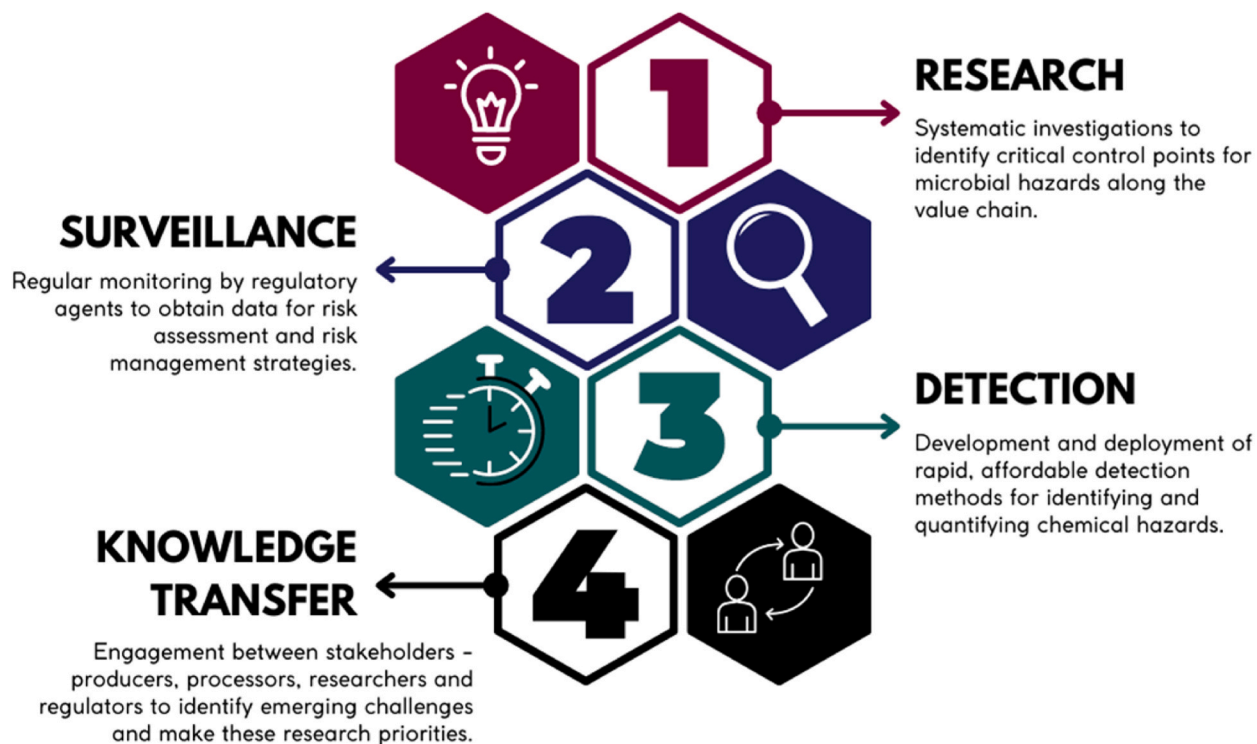 1
RESEARCH
Systematic investigations to
identify critical control points for
microbial hazards along the
value chain.
2
SURVEILLANCE
Regular monitoring by regulatory
agents to obtain data for risk
assessment and risk
management strategies.
3
DETECTION
Development and deployment of
rapid, affordable detection
methods for identifying and
quantifying chemical hazards.
4
KNOWLEDGE
TRANSFER
Engagement between stakeholders -
producers, processors, researchers and
regulators to identify emerging challenges
and make these research priorities.